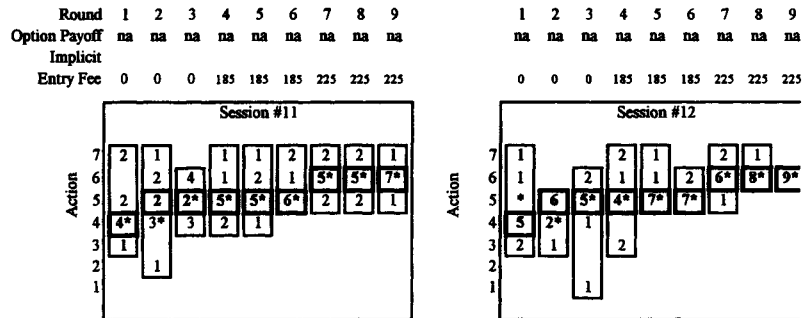 Round 1 2 3 4 5 6 7 8 9 1 2 3 4 5 6 7 8 9
Option Payoff na na na na na na na na na na na na na na na na na na
Implicit
Entry Fee 0 0 0 185 185 185 225 225 225 0 0 0 185 185 185 225 225 225
Session #11 Session #12
7 2 1 1 1 2 2 2 1 7 1 2 1 2 1
6 2 4 1 2 1 5* 5* 7* 6 1 2 1 1 2 6* 8* 9*
Action 5 2 2 2* 5* 5* 6* 2 2 1 Action 5 * 6 5* 4* 7* 7* 1
4 4* 3* 3 2 1 4 5 2* 1
3 1 3 2 1 2
2 1 2
1 1 1